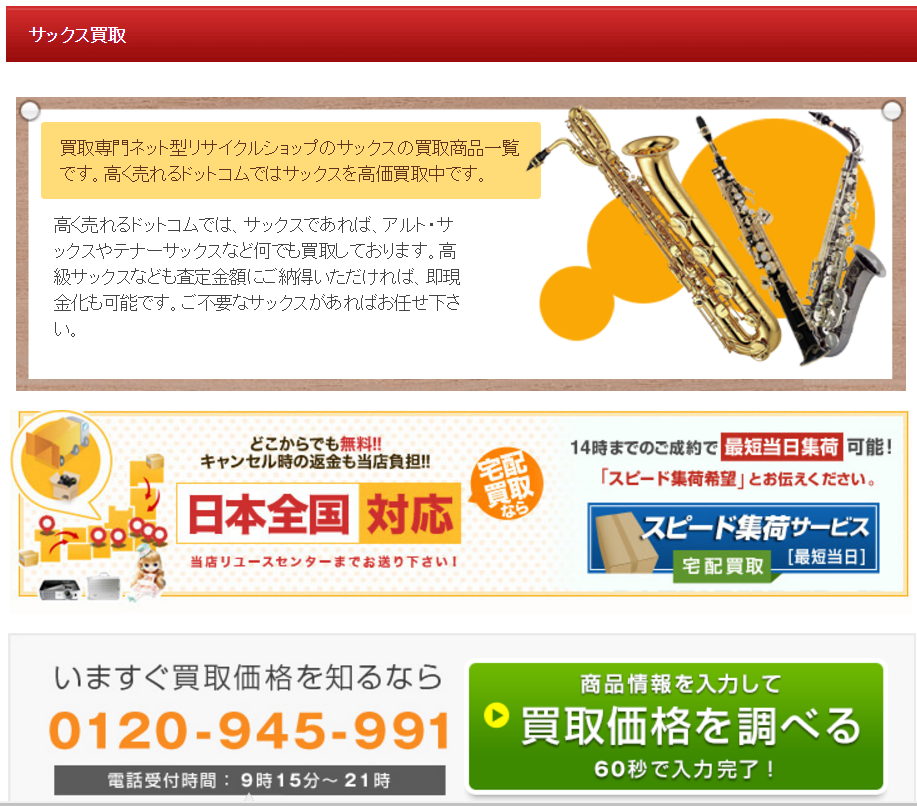 サックス買取
買取専門ネット型リサイクルショップのサックスの買取商品一覧
です。高く売れるドットコムではサックスを高価買取中です。
高く売れるドットコムでは、サックスであれば、アルト・サ
ックスやテナーサックスなど何でも買取しております。高
級サックスなども査定金額にご納得いただければ、即現
金化も可能です。ご不要なサックスがあればお任せ下さ
い。
どこからでも無料!!
キャンセル時の返金も当店負担!!
日本全国 対応
当店リユースセンターまでお送り下さい！
宅配
買取
なら
14時までのご成約で 最短当日集荷 可能！
「スピード集荷希望」とお伝えください。
スピード集荷サービス
宅配買取 [最短当日]
いますぐ買取価格を知るなら
0120-945-991
電話受付時間： 9時15分～21時
商品情報を入力して
買取価格を調べる
60秒で入力完了！